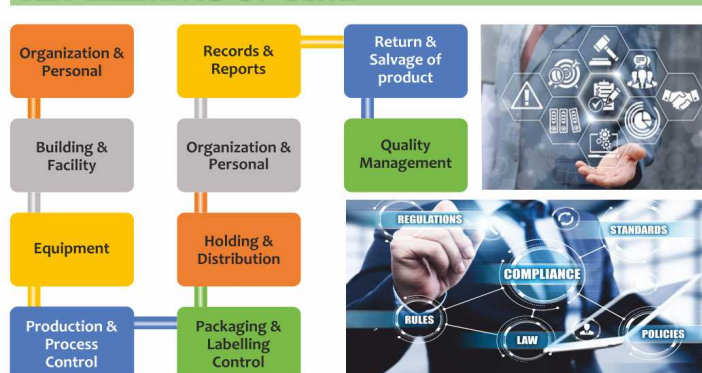 Organization &
Personal
Building &
Facility
Equipment
Production &
Process
Control
Packaging &
Labelling
Control
Holding &
Distribution
Organization &
Personal
Records &
Reports
Return &
Salvage of
product
Quality
Management
REGULATIONS
STANDARDS
COMPLIANCE
RULES
LAW
POLICIES